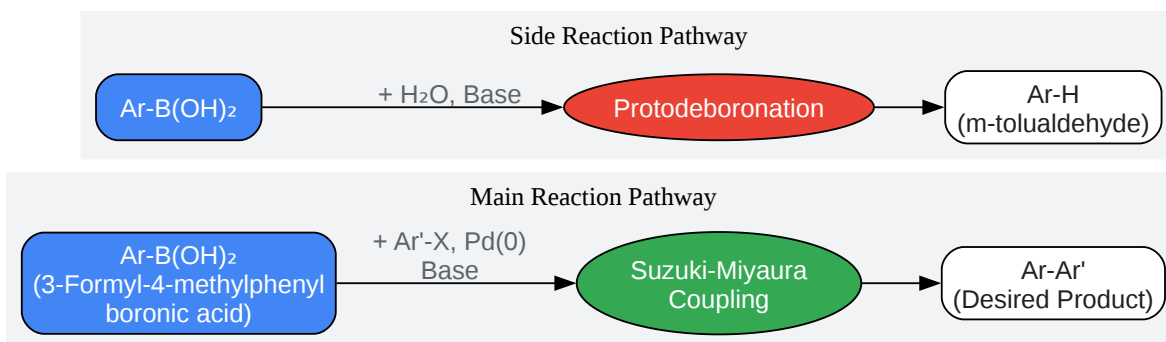 Side Reaction Pathway
Ar-B(OH)₂
+ H₂O, Base
Protodeboronation
Ar-H
(m-tolualdehyde)
Main Reaction Pathway
Ar-B(OH)₂
(3-Formyl-4-methylphenyl
boronic acid)
+ Ar'-X, Pd(0)
Base
Suzuki-Miyaura
Coupling
Ar-Ar'
(Desired Product)